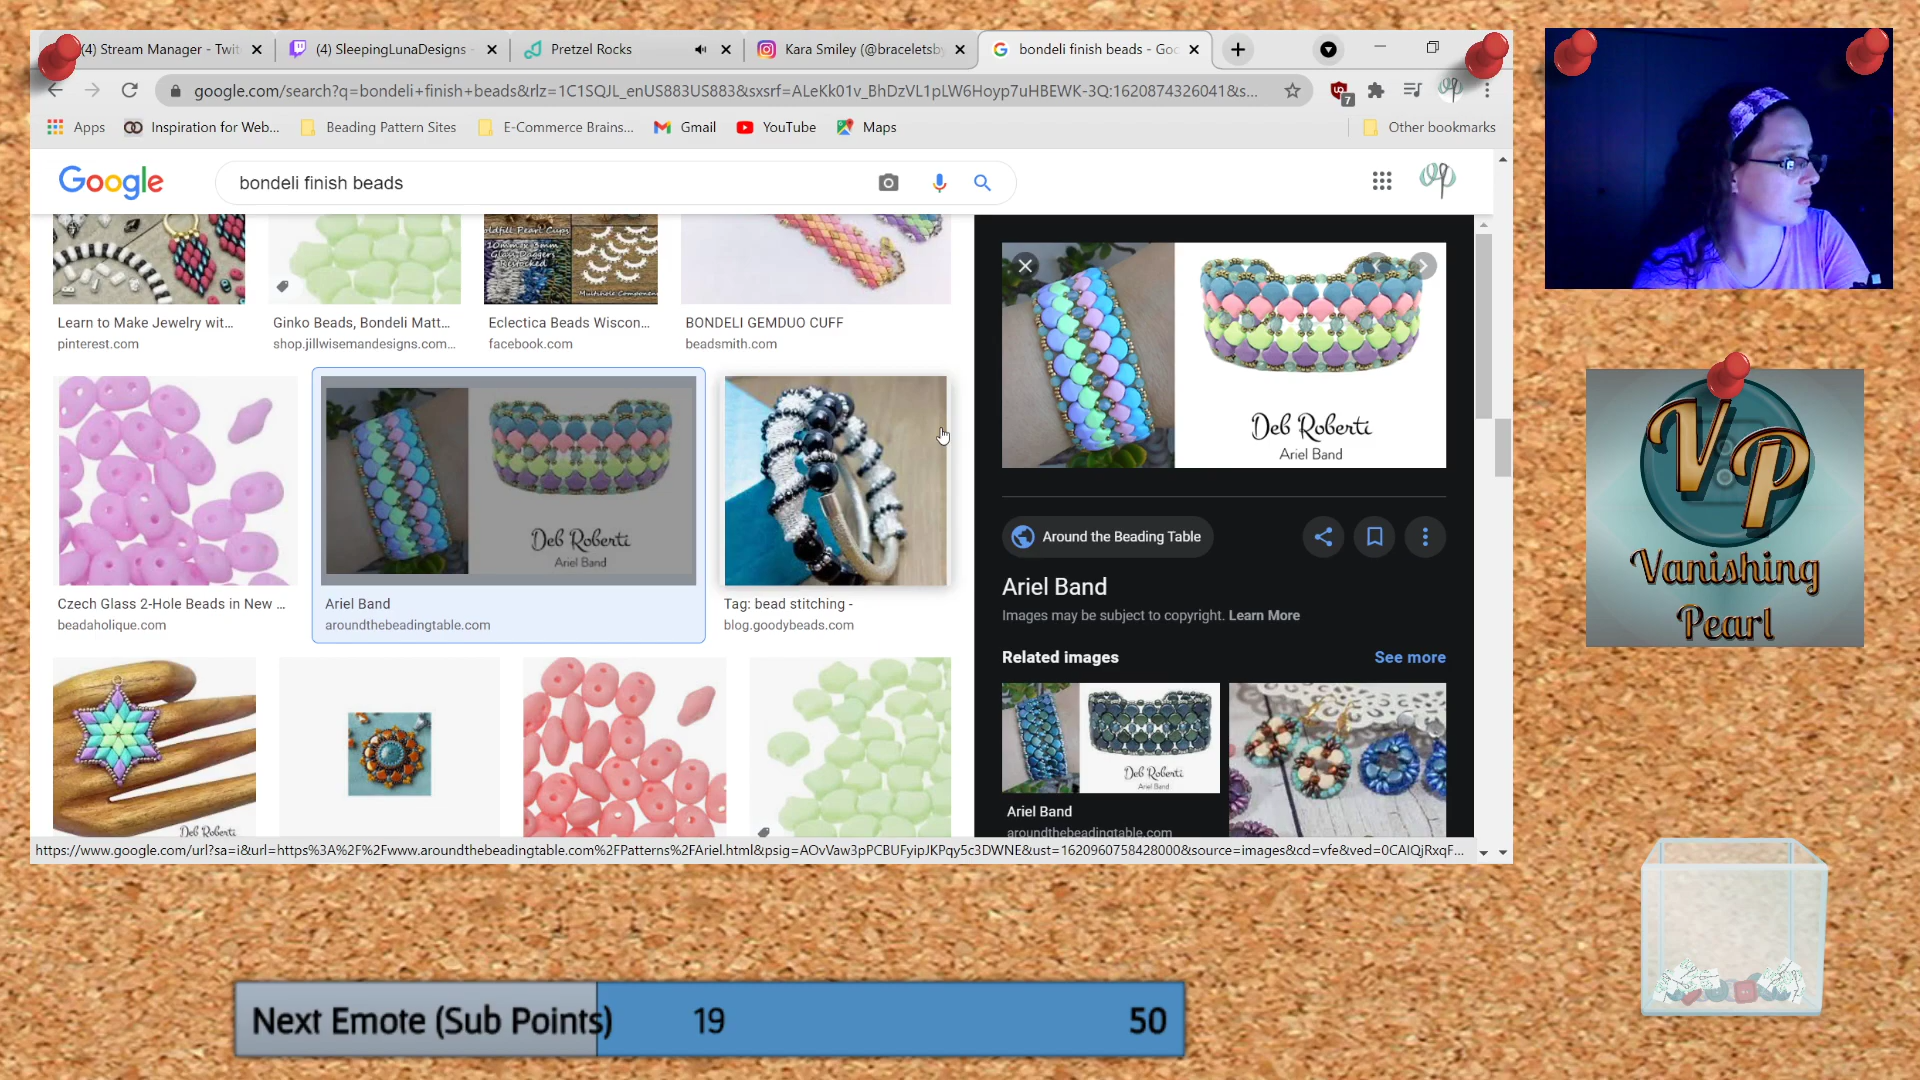 (4) Stream Manager - Twit
(4) SleepingLunaDesigns -
Pretzel Rocks
Kara Smiley (@braceletsby
bondeli finish beads - Goo
google.com/search?q=bondeli+finish+beads&rlz=1C1SQJL_enUS883US883&sxsrf=ALeKk01v_BhDzVL1pLW6Hoyp7uHBEWK-3Q:1620874326041&s...
7
Apps
Inspiration for Web...
Beading Pattern Sites
E-Commerce Brains...
Gmail
YouTube
Maps
Other bookmarks
Google
bondeli finish beads
Learn to Make Jewelry wit...
pinterest.com
Ginko Beads, Bondeli Matt...
shop.jillwisemandesigns.com...
Eclectica Beads Wiscon...
facebook.com
BONDELI GEMDUO CUFF
beadsmith.com
Deb Roberti
Ariel Band
Czech Glass 2-Hole Beads in New ...
beadaholique.com
Ariel Band
aroundthebeadingtable.com
Tag: bead stitching -
blog.goodybeads.com
Deb Roberti
Deb Roberti
Ariel Band
Around the Beading Table
Ariel Band
Images may be subject to copyright. Learn More
Related images
See more
Deb Roberti
Ariel Band
Ariel Band
aroundthebeadingtable.com
https://www.google.com/url?sa=i&url=https%3A%2F%2Fwww.aroundthebeadingtable.com%2FPatterns%2FAriel.html&psig=AOvVaw3pPCBUFyipJKPqy5c3DWNE&ust=1620960758428000&source=images&cd=vfe&ved=0CAIQjRxqF...
VP
Vanishing
Pearl
Next Emote (Sub Points)
19
50